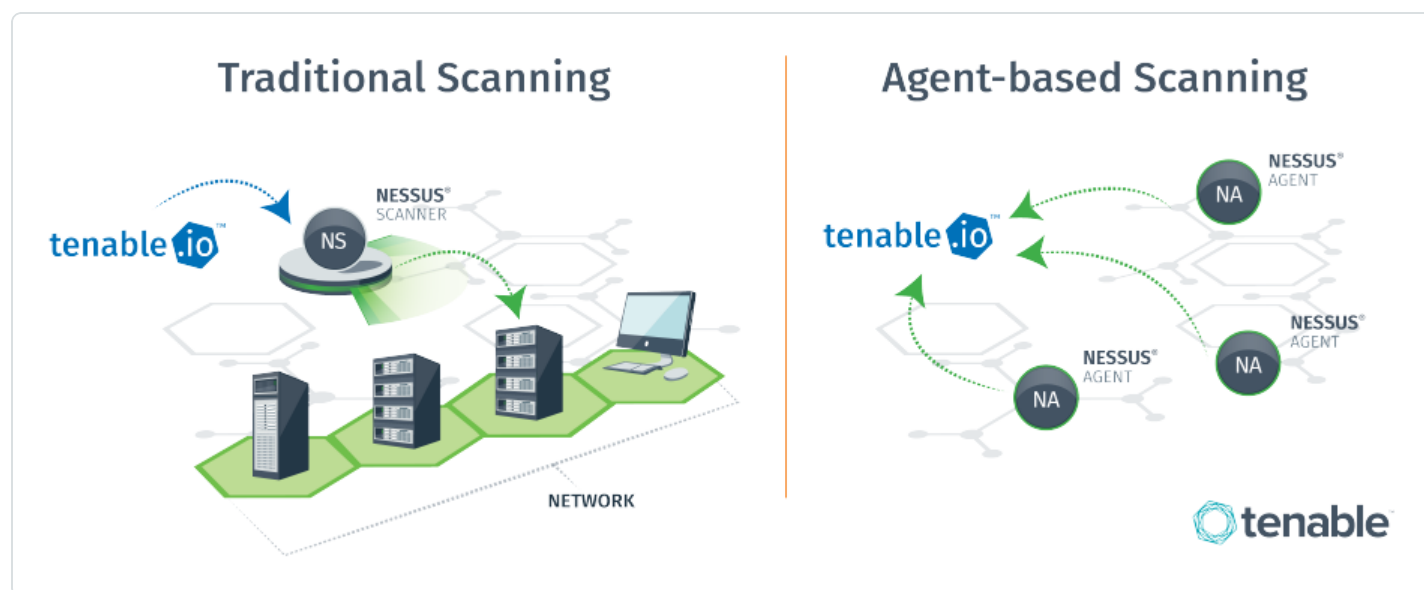 Traditional Scanning
tenable.io™
NS
NESSUS®
SCANNER
NETWORK
Agent-based Scanning
tenable.io™
NA
NESSUS®
AGENT
NA
NESSUS®
AGENT
NA
NESSUS®
AGENT
tenable™